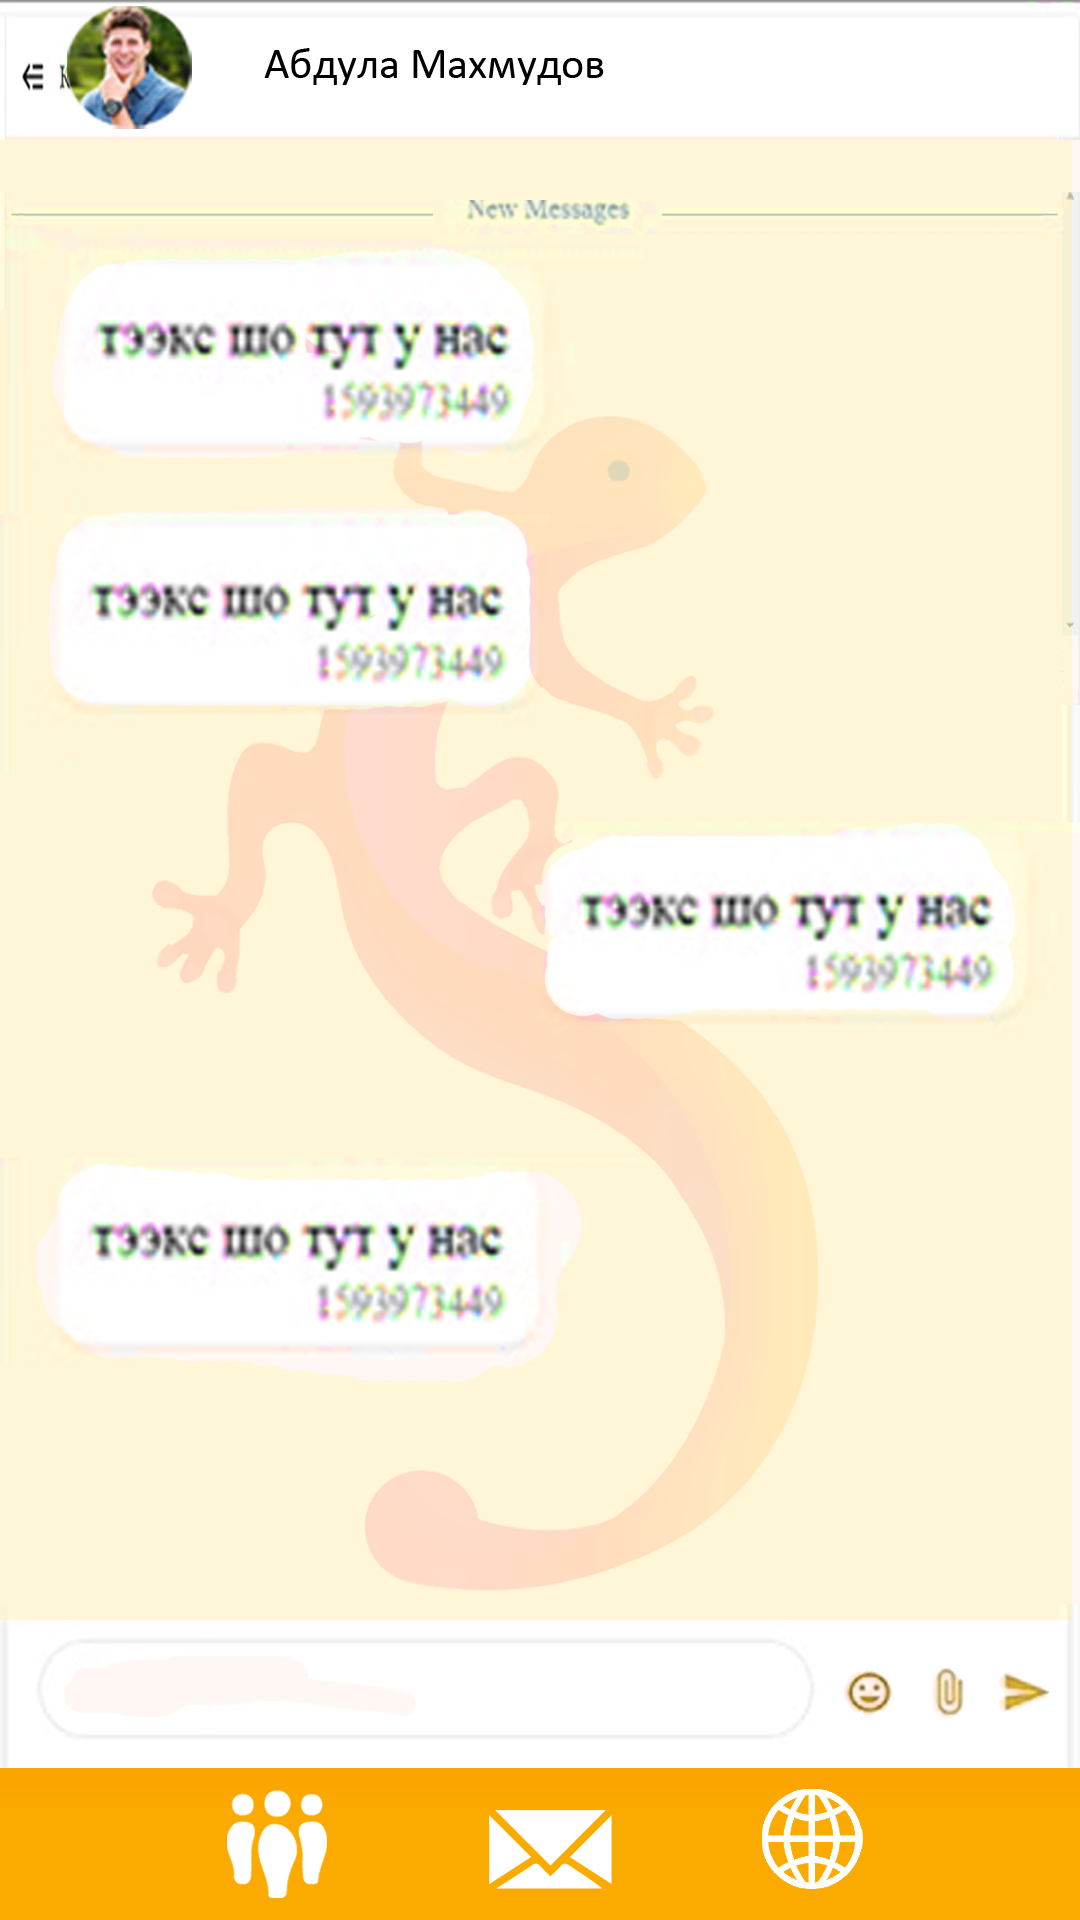 Абдула Махмудов
New Messages
тээкс шо тут у нас
1593973449
тээкс шо тут у нас
1593973449
тээкс шо тут у нас
1593973449
тээкс шо тут у нас
1593973449